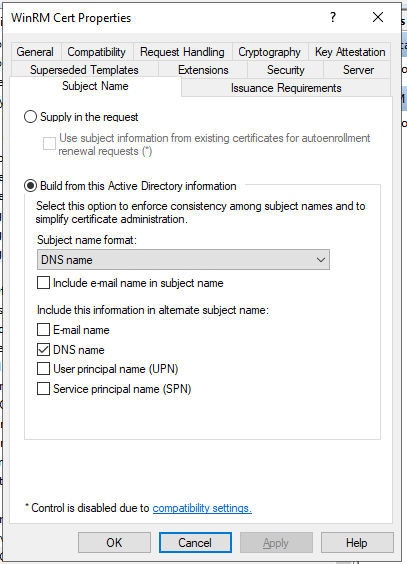 WinRM Cert Properties
?
General
Compatibility
Request Handling
Cryptography
Key Attestation
Superseded Templates
Extensions
Security
Server
Subject Name
Issuance Requirements
Supply in the request
Use subject information from existing certificates for autoenrollment
renewal requests (*)
Build from this Active Directory information
Select this option to enforce consistency among subject names and to
simplify certificate administration.
Subject name format:
DNS name
Include e-mail name in subject name
Include this information in alternate subject name:
E-mail name
DNS name
User principal name (UPN)
Service principal name (SPN)
* Control is disabled due to compatibility settings.
OK
Cancel
Apply
Help